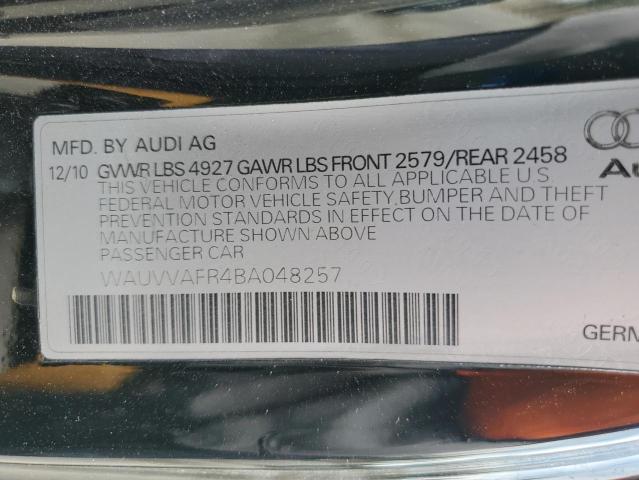 MFD. BY AUDI AG
12/10 GVWR LBS 4927 GAWR LBS FRONT 2579/REAR 2458
THIS VEHICLE CONFORMS TO ALL APPLICABLE U.S.
FEDERAL MOTOR VEHICLE SAFETY,BUMPER AND THEFT
PREVENTION STANDARDS IN EFFECT ON THE DATE OF
MANUFACTURE SHOWN ABOVE
PASSENGER CAR
WAUVVAFR4BA048257
Au
GERM